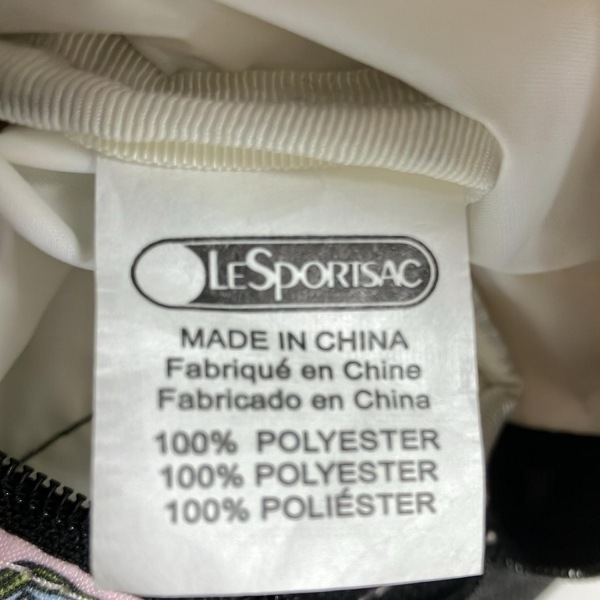 LESPORTSAC
MADE IN CHINA
Fabriqué en Chine
Fabricado en China
100% POLYESTER
100% POLYESTER
100% POLIÉSTER